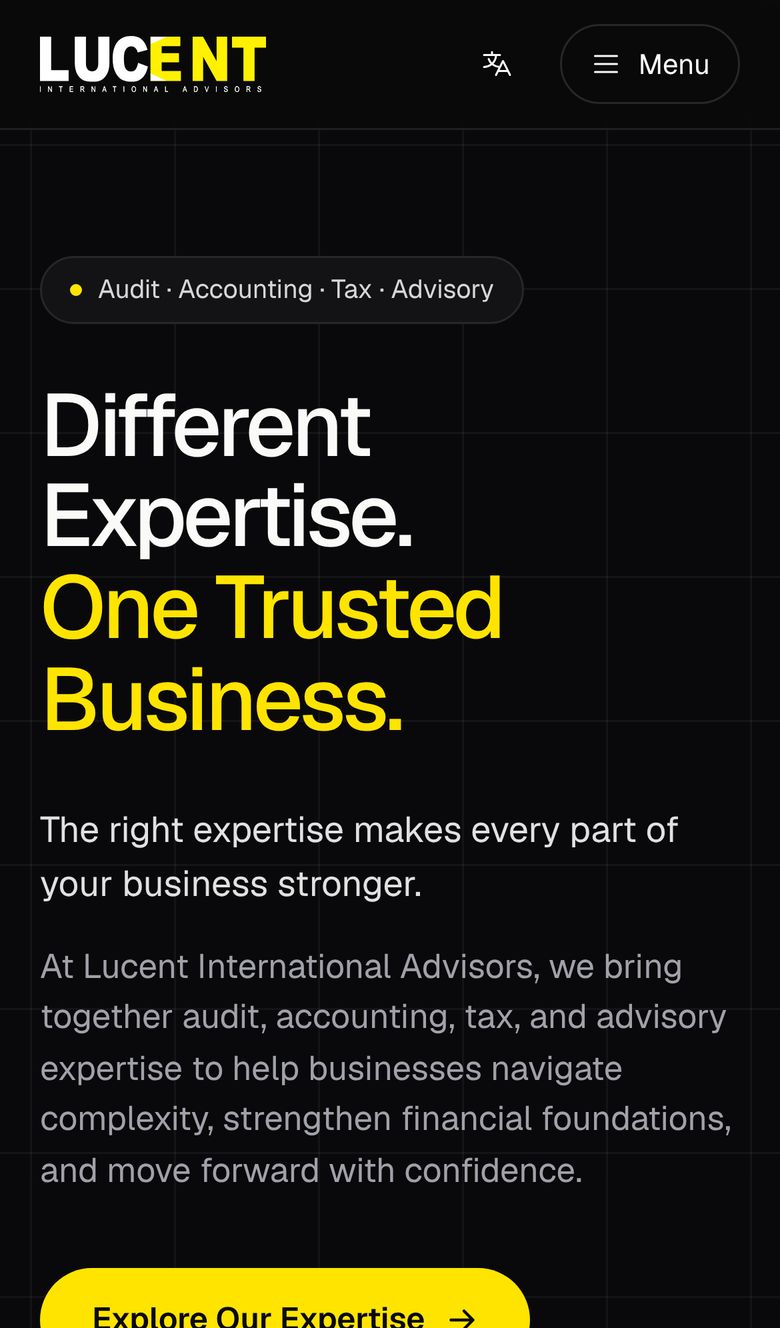 LUCENT
INTERNATIONAL ADVISORS
Menu
Audit · Accounting · Tax · Advisory
Different
Expertise.
One Trusted
Business.
The right expertise makes every part of
your business stronger.
At Lucent International Advisors, we bring
together audit, accounting, tax, and advisory
expertise to help businesses navigate
complexity, strengthen financial foundations,
and move forward with confidence.
Explore Our Expertise →